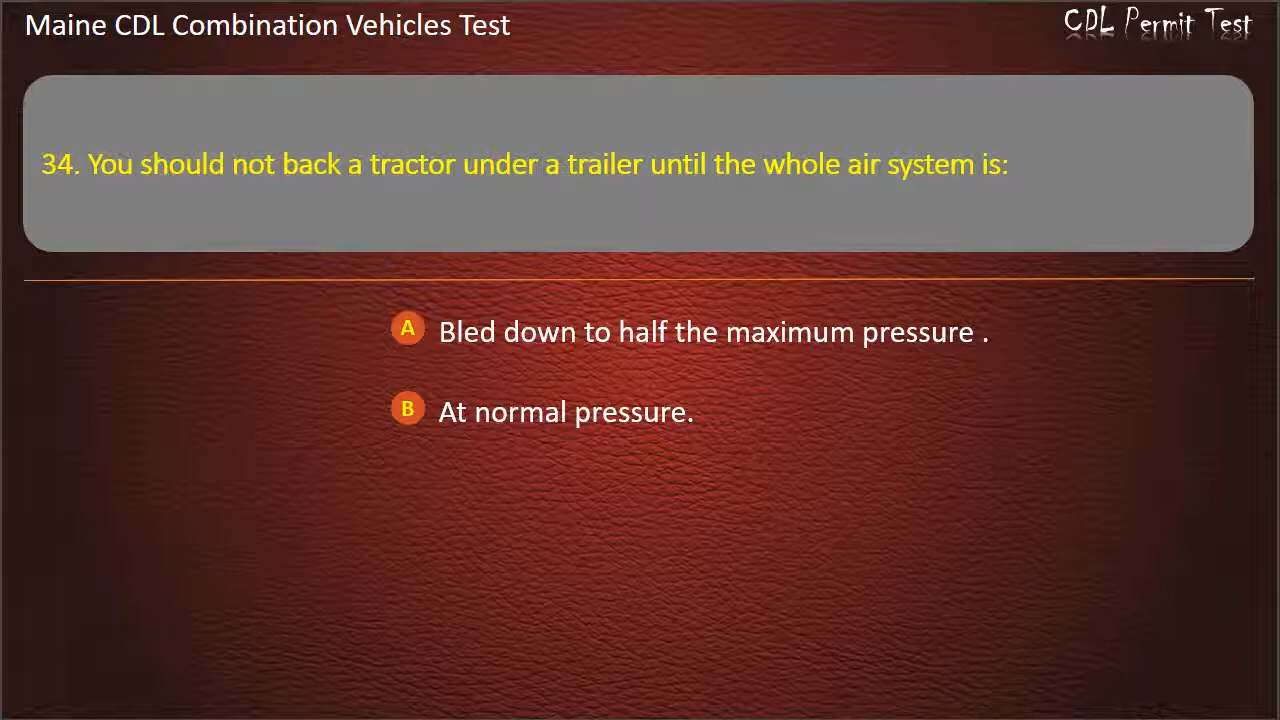 Maine CDL Combination Vehicles Test
CDL Permit Test
34. You should not back a tractor under a trailer until the whole air system is:
A Bled down to half the maximum pressure .
B At normal pressure.